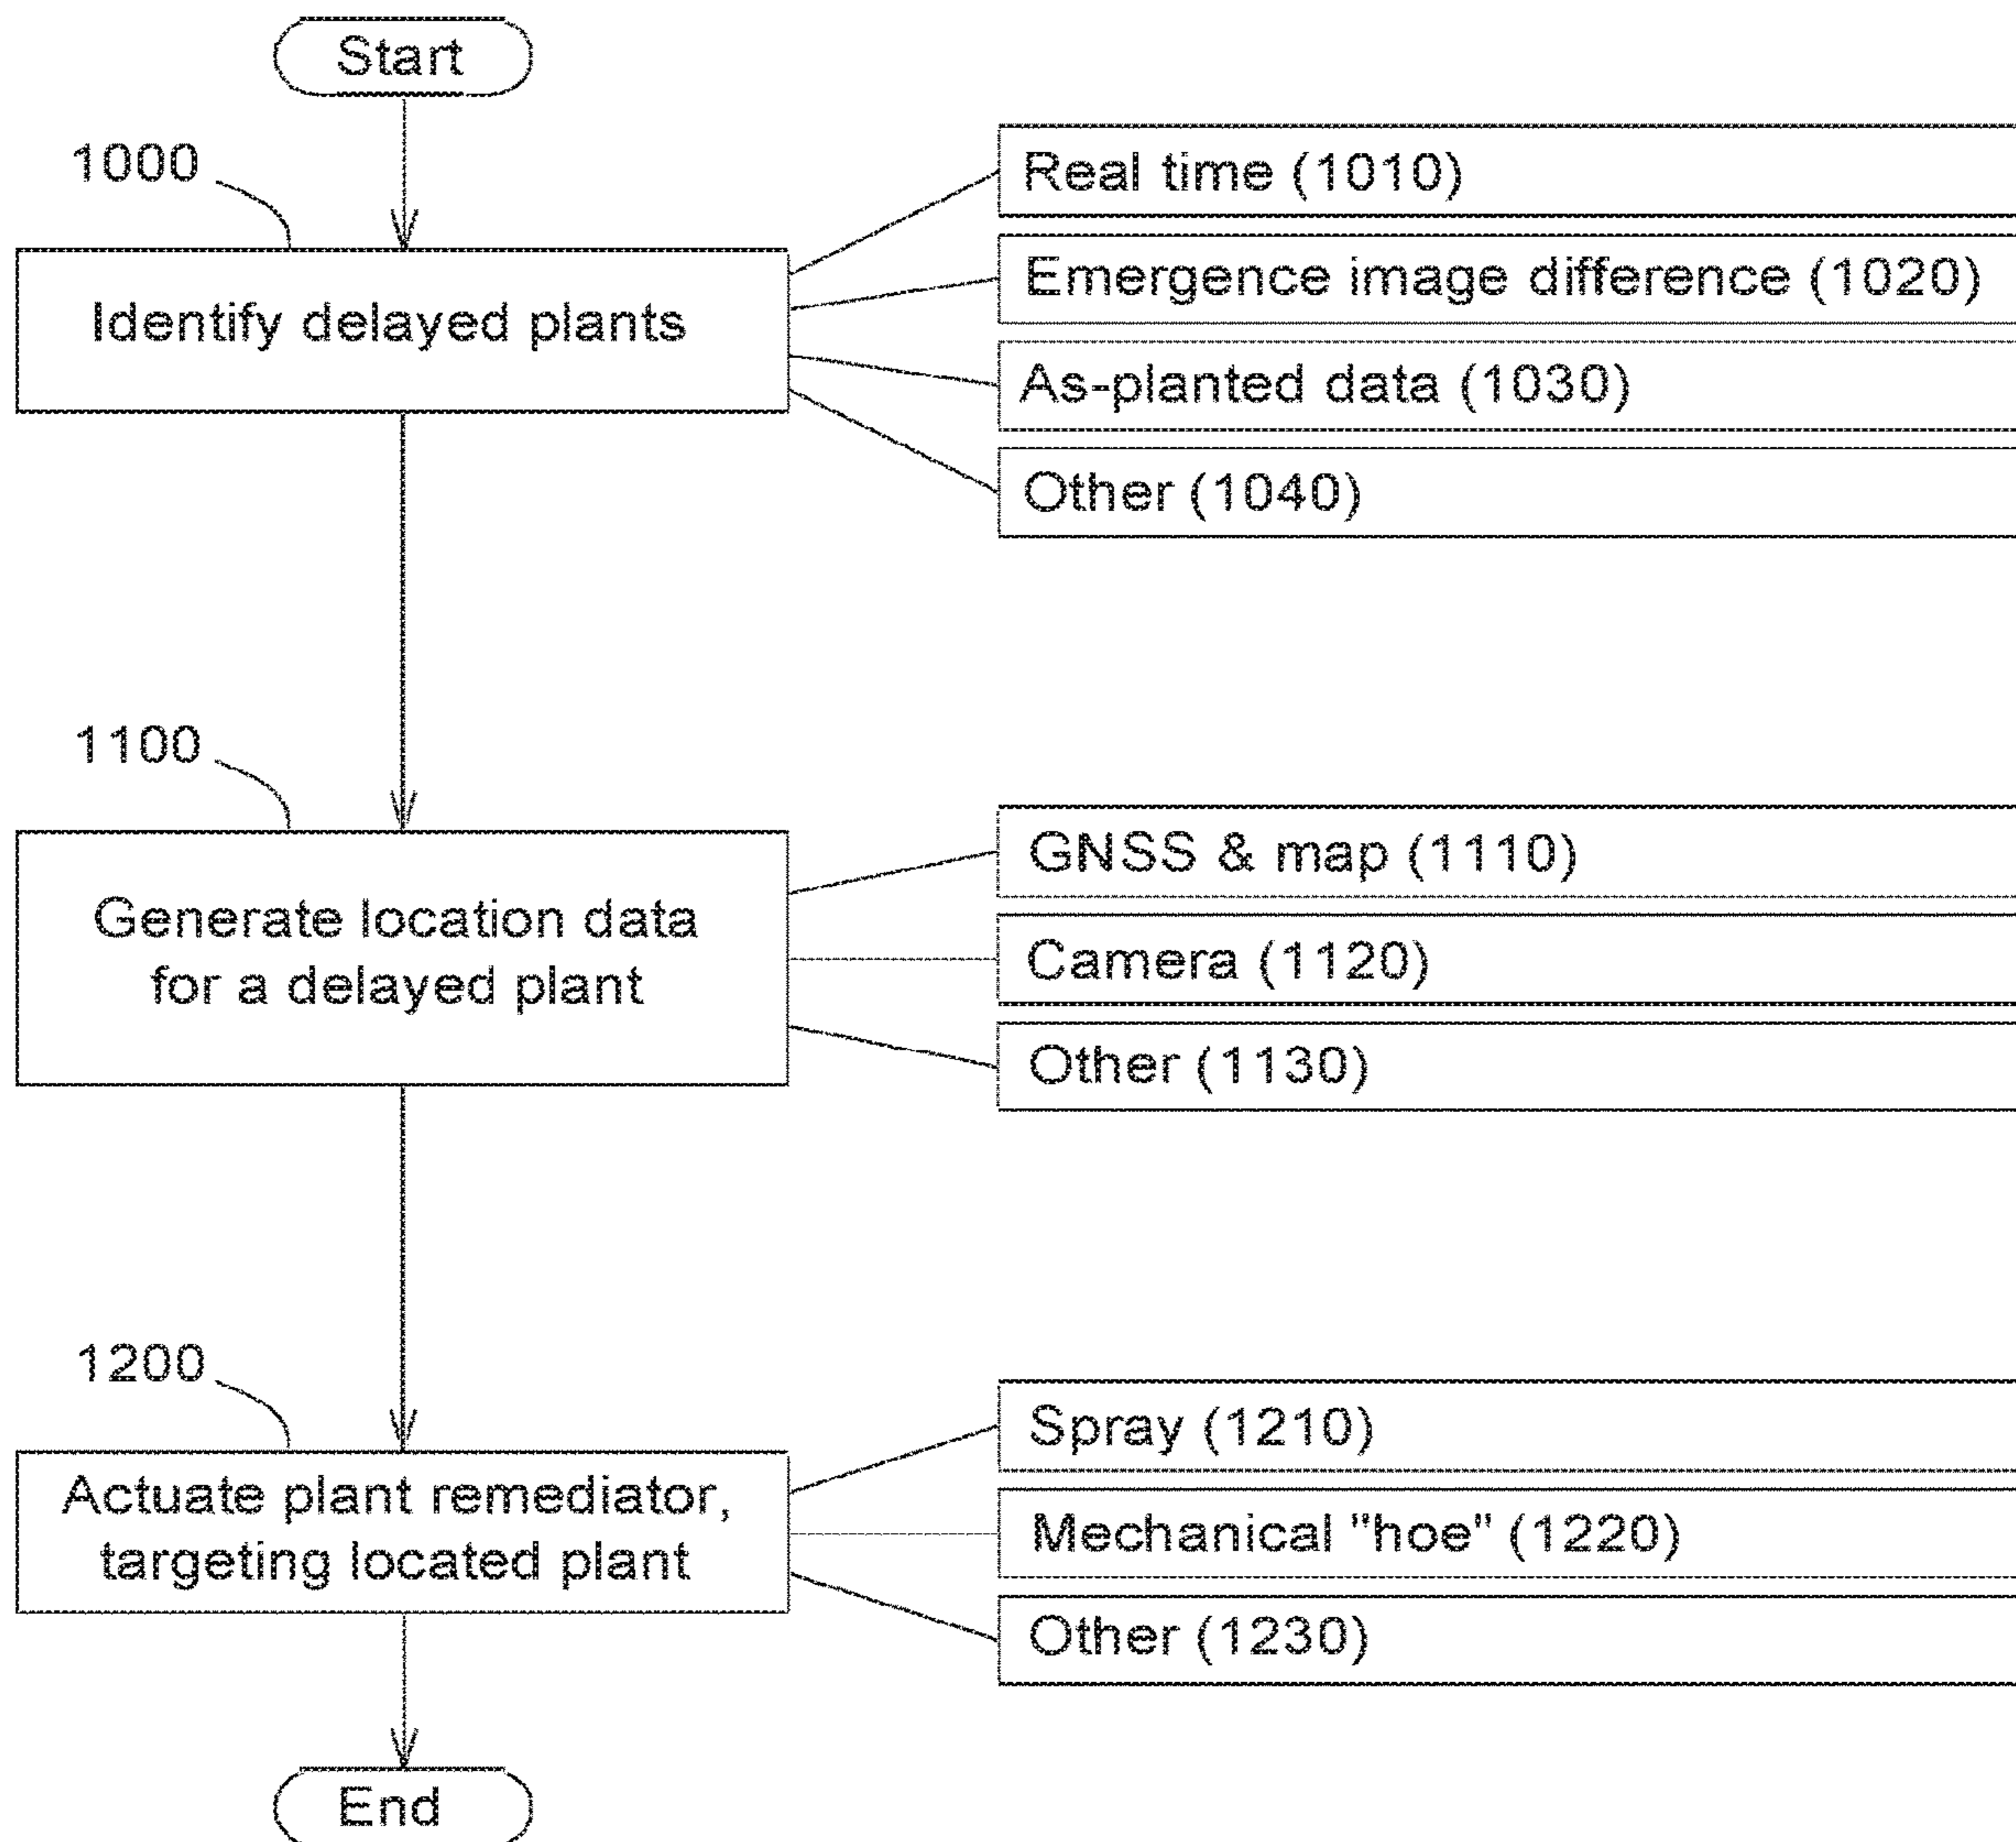 Start
1000
Identify delayed plants
Real time (1010)
Emergence image difference (1020)
As-planted data (1030)
Other (1040)
1100
Generate location data
for a delayed plant
GNSS & map (1110)
Camera (1120)
Other (1130)
1200
Actuate plant remediator,
targeting located plant
Spray (1210)
Mechanical "hoe" (1220)
Other (1230)
End